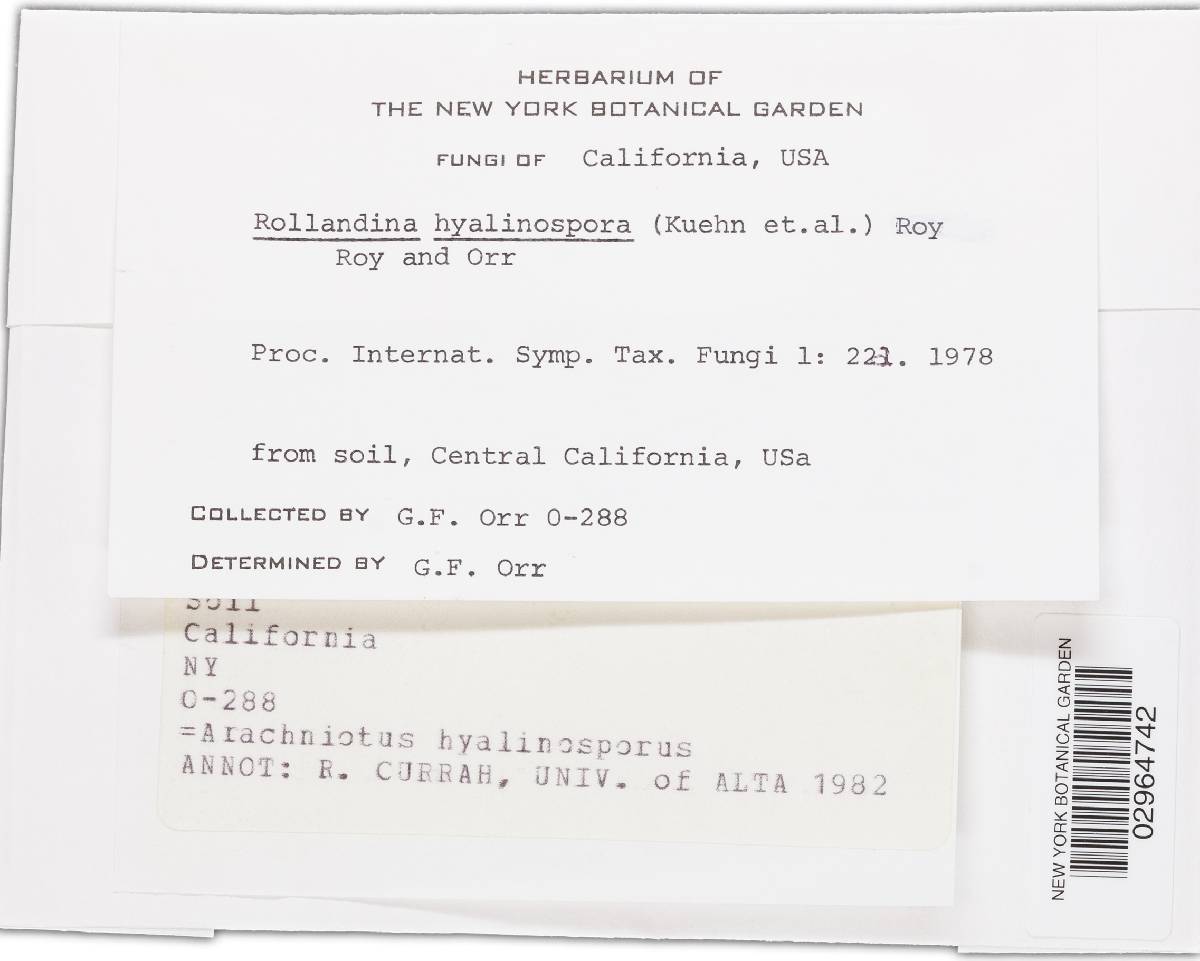 HERBARIUM OF
THE NEW YORK BOTANICAL GARDEN
FUNGI OF California, USA
Rollandina hyalinospora (Kuehn et.al.) Roy
Roy and Orr
Proc. Internat. Symp. Tax. Fungi 1: 221. 1978
from soil, Central California, USa
COLLECTED BY G.F. Orr O-288
DETERMINED BY G.F. Orr
Soil
California
NY
O-288
=Arachniotus hyalinosporus
ANNOT: R. CURRAH, UNIV. of ALTA 1982
NEW YORK BOTANICAL GARDEN
02964742